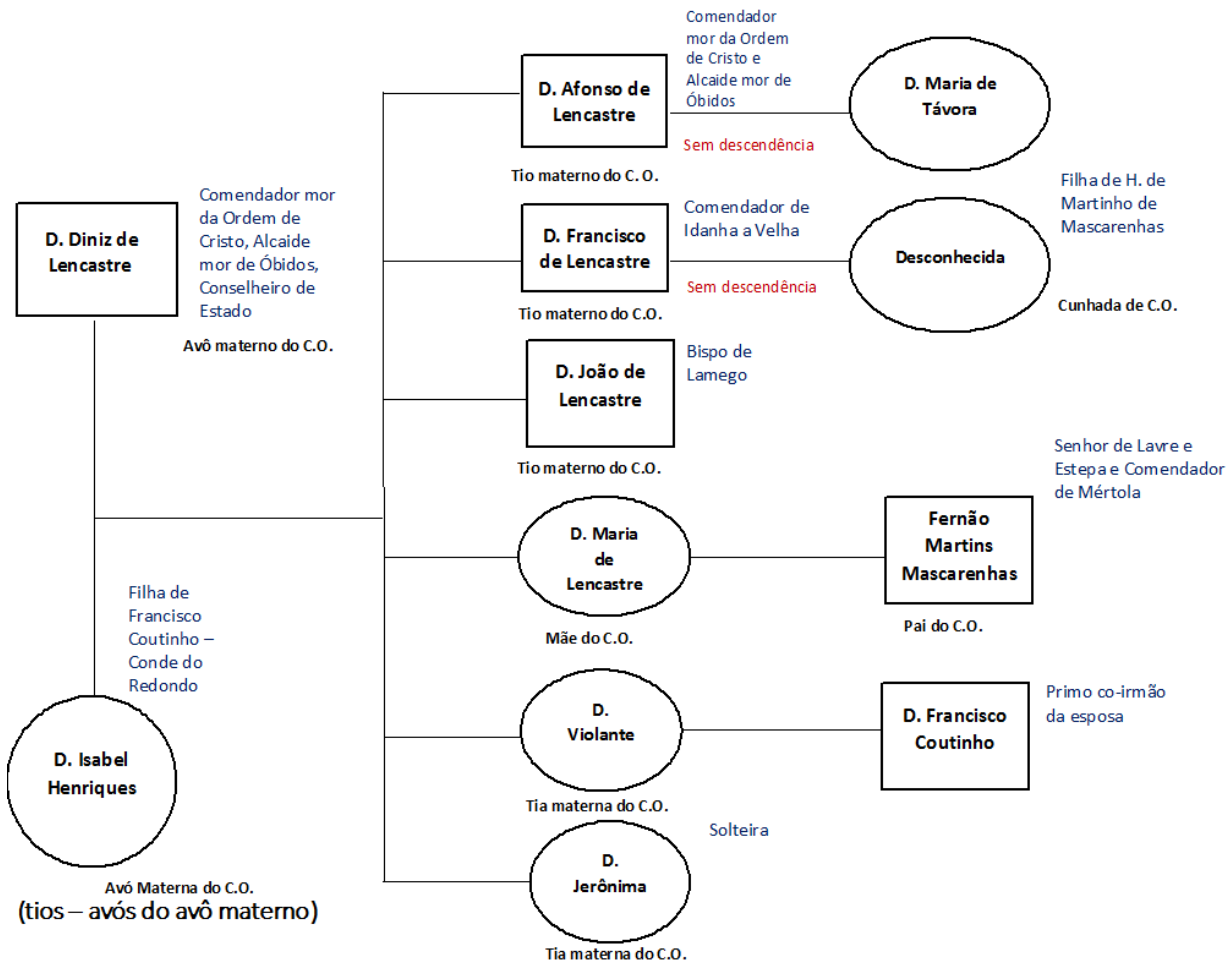 Comendador
mor da Ordem
de Cristo e
Alcaide mor de
Óbidos
D. Afonso de
Lencastre
D. Maria de
Távora
Sem descendência
Tio materno do C. O.
Comendador mor
da Ordem de
Cristo, Alcaide
mor de Óbidos,
Conselheiro de
Estado
D. Diniz de
Lencastre
Avô materno do C.O.
Comendador de
Idanha a Velha
D. Francisco
de Lencastre
Desconhecida
Filha de H. de
Martinho de
Mascarenhas
Sem descendência
Tio materno do C.O.
Cunhada de C.O.
D. João de
Lencastre
Bispo de
Lamego
Tio materno do C.O.
Senhor de Lavre e
Estepa e Comendador
de Mértola
D. Maria
de
Lencastre
Fernão
Martins
Mascarenhas
Mãe do C.O.
Pai do C.O.
Filha de
Francisco
Coutinho –
Conde do
Redondo
D. Isabel
Henriques
D.
Violante
D. Francisco
Coutinho
Primo co-irmão
da esposa
Tia materna do C.O.
D.
Jerônima
Solteira
Avó Materna do C.O.
(tios – avós do avô materno)
Tia materna do C.O.